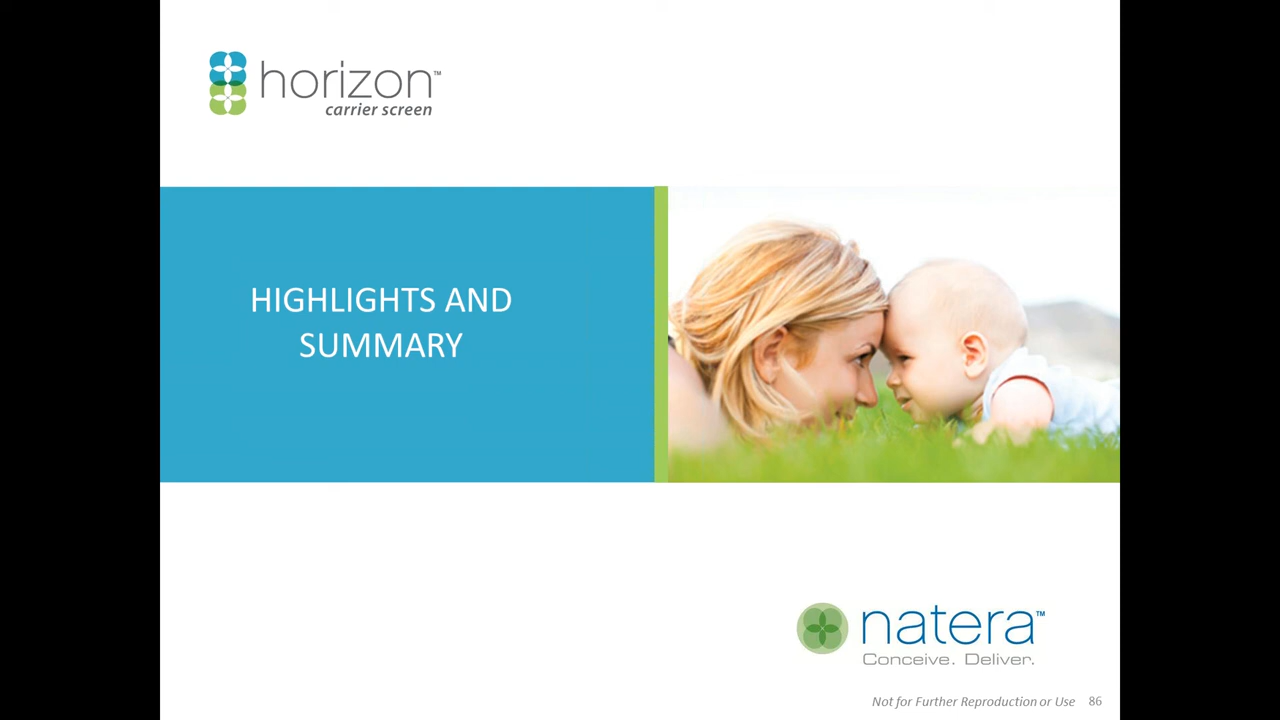 horizon™
carrier screen
HIGHLIGHTS AND
SUMMARY
natera™
Conceive. Deliver.
Not for Further Reproduction or Use 86